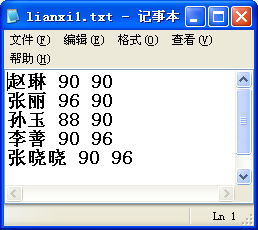 lianxi1.txt - 记事本
文件(F) 编辑(E) 格式(O) 查看(V)
帮助(H)
赵琳 90 90
张丽 96 90
孙玉 88 90
李善 90 96
张晓晓 90 96
Ln 1